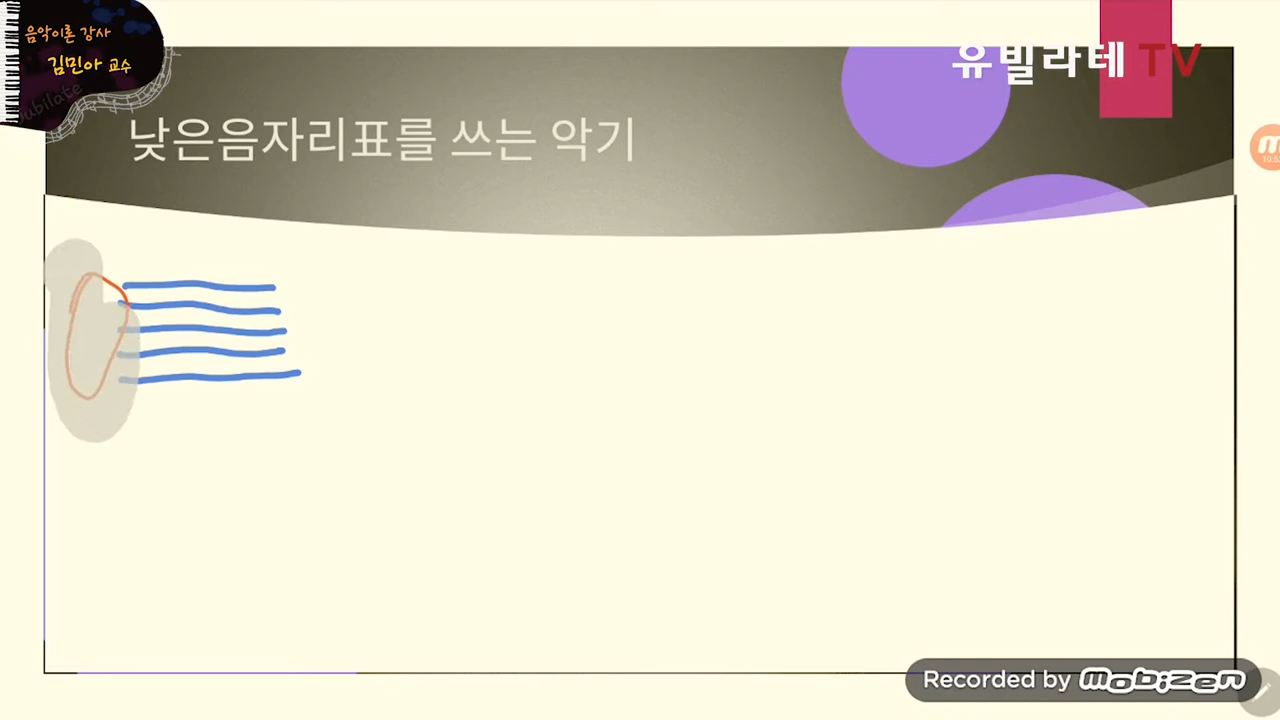 음악이론 강사
김민아 교수
Jubilate
유빌라테 TV
낮은음자리표를 쓰는 악기
Recorded by mobizen